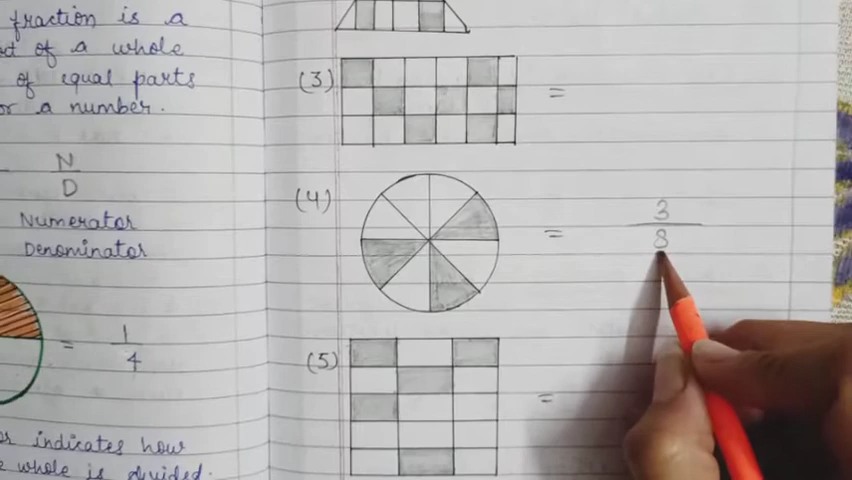 fraction is a
of a whole
of equal parts
a number.
N
D
Numerator
Denominator
= 1
4
indicates how
whole is divided.
(3) =
(4) = 3
8
(5) =